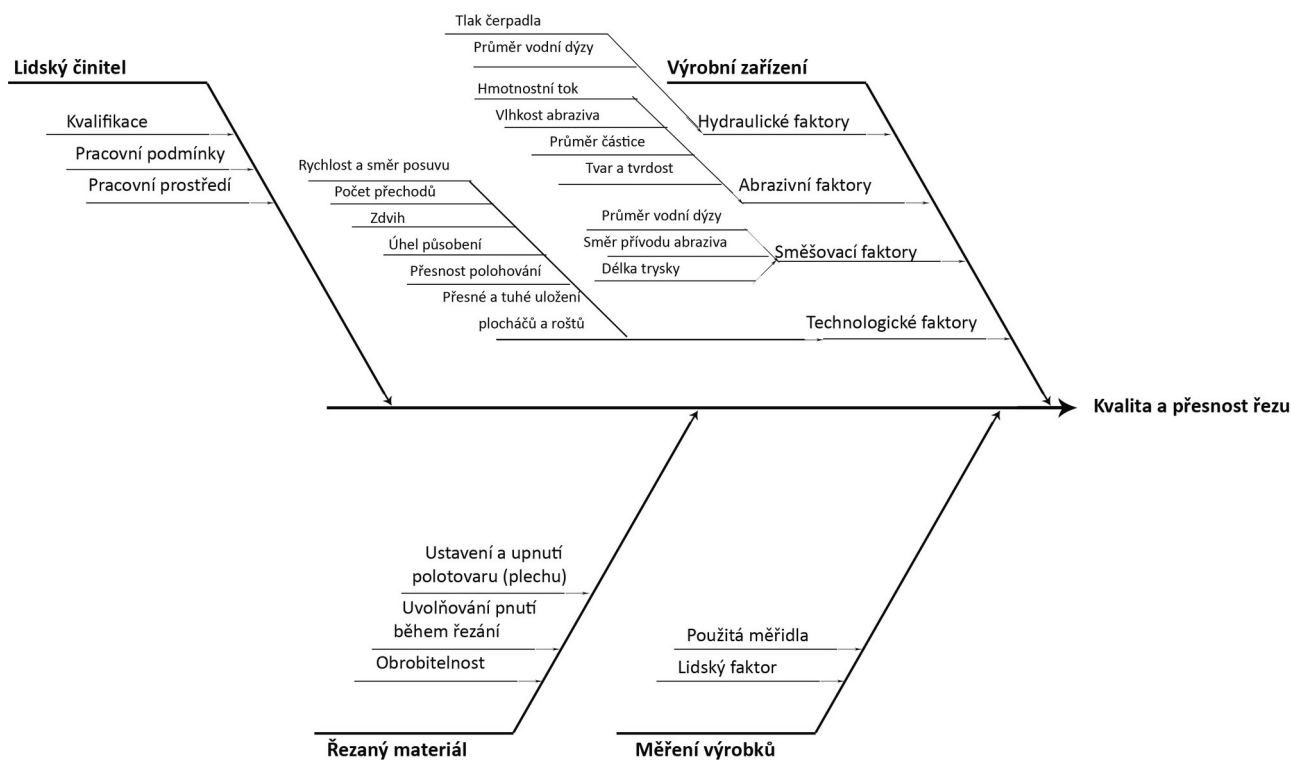 Lidský činitel
Kvalifikace
Pracovní podmínky
Pracovní prostředí
Tlak čerpadla
Průměr vodní dýzy
Hmotnostní tok
Vlhkost abraziva
Průměr částice
Tvar a tvrdost
Rychlost a směr posuvu
Počet přechodů
Zdvih
Úhel působení
Přesnost polohování
Přesné a tuhé uložení
plocháčů a roštů
Průměr vodní dýzy
Směr přívodu abraziva
Délka trysky
Výrobní zařízení
Hydraulické faktory
Abrazivní faktory
Směšovací faktory
Technologické faktory
Kvalita a přesnost řezu
Ustavení a upnutí
polotovaru (plechu)
Uvolňování pnutí
během řezání
Obrobitelnost
Řezaný materiál
Použitá měřidla
Lidský faktor
Měření výrobků